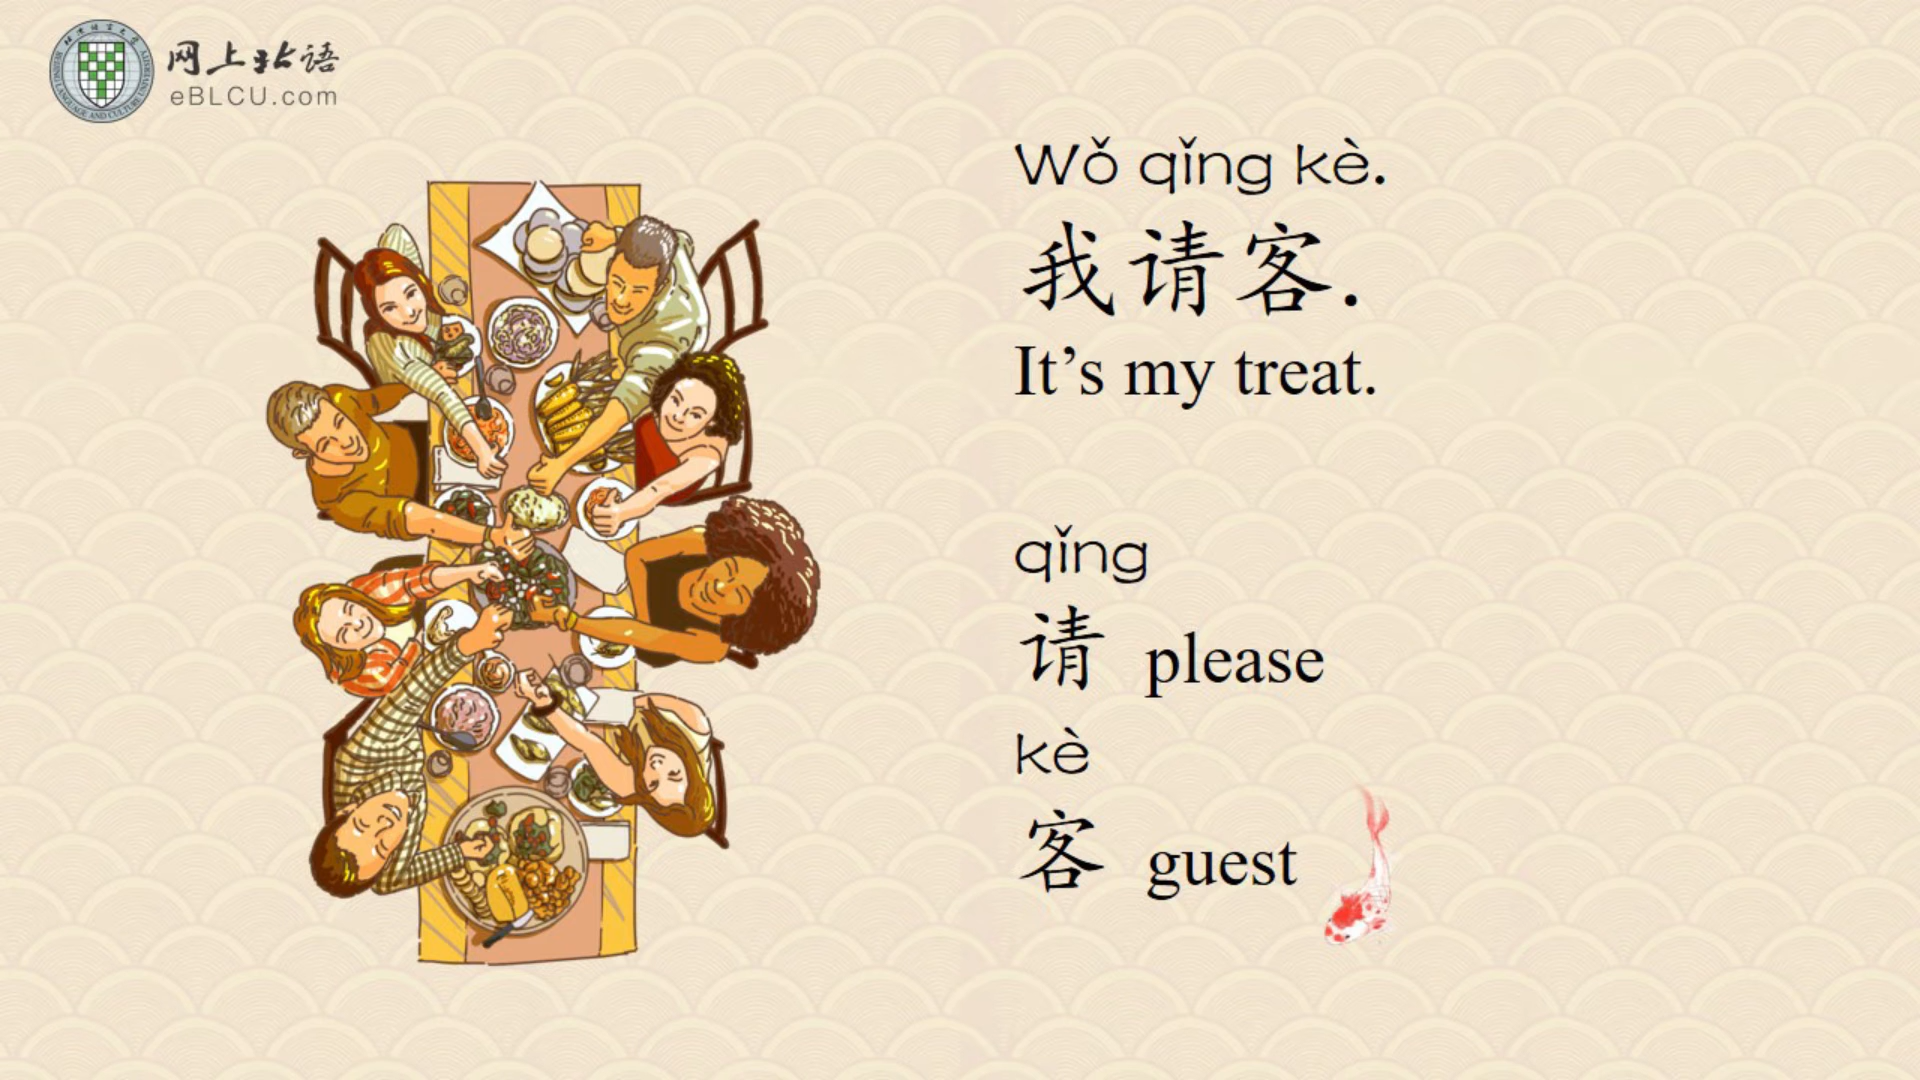 网上北语
eBLCU.com
Wǒ qǐng kè.
我请客.
It’s my treat.
qǐng
请 please
kè
客 guest